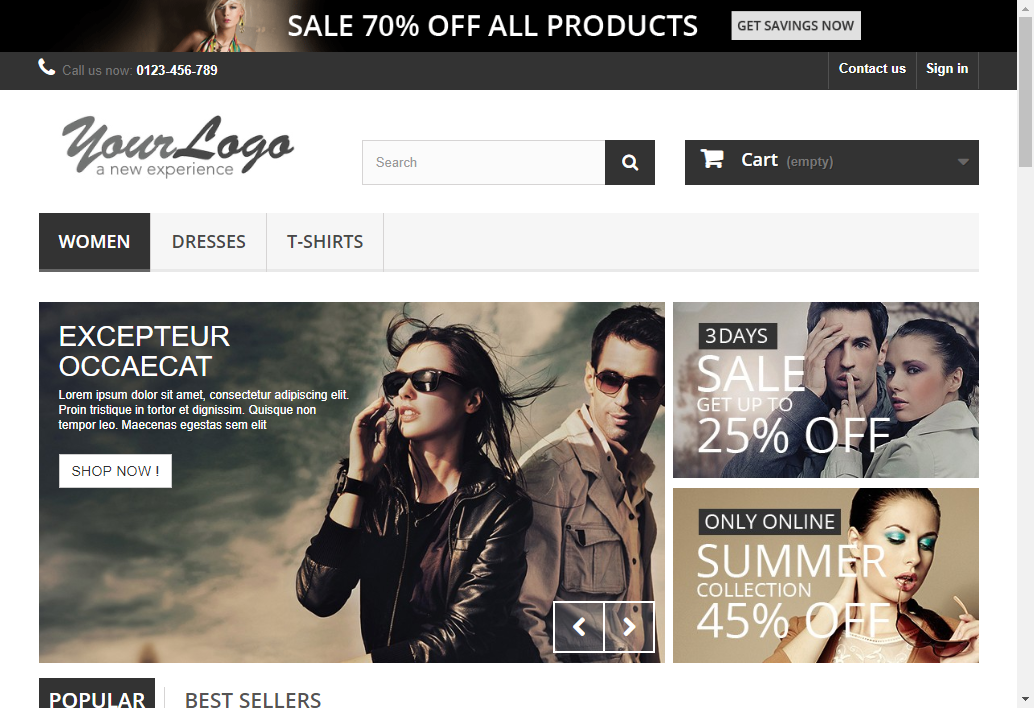 SALE 70% OFF ALL PRODUCTS
GET SAVINGS NOW
Call us now: 0123-456-789
Contact us
Sign in
YourLogo
a new experience
Search
Cart (empty)
WOMEN
DRESSES
T-SHIRTS
EXCEPTEUR
OCCAECAT
Lorem ipsum dolor sit amet, consectetur adipiscing elit.
Proin tristique in tortor et dignissim. Quisque non
tempor leo. Maecenas egestas sem elit
SHOP NOW !
3 DAYS
SALE
GET UP TO
25% OFF
ONLY ONLINE
SUMMER
COLLECTION
45% OFF
POPULAR
BEST SELLERS